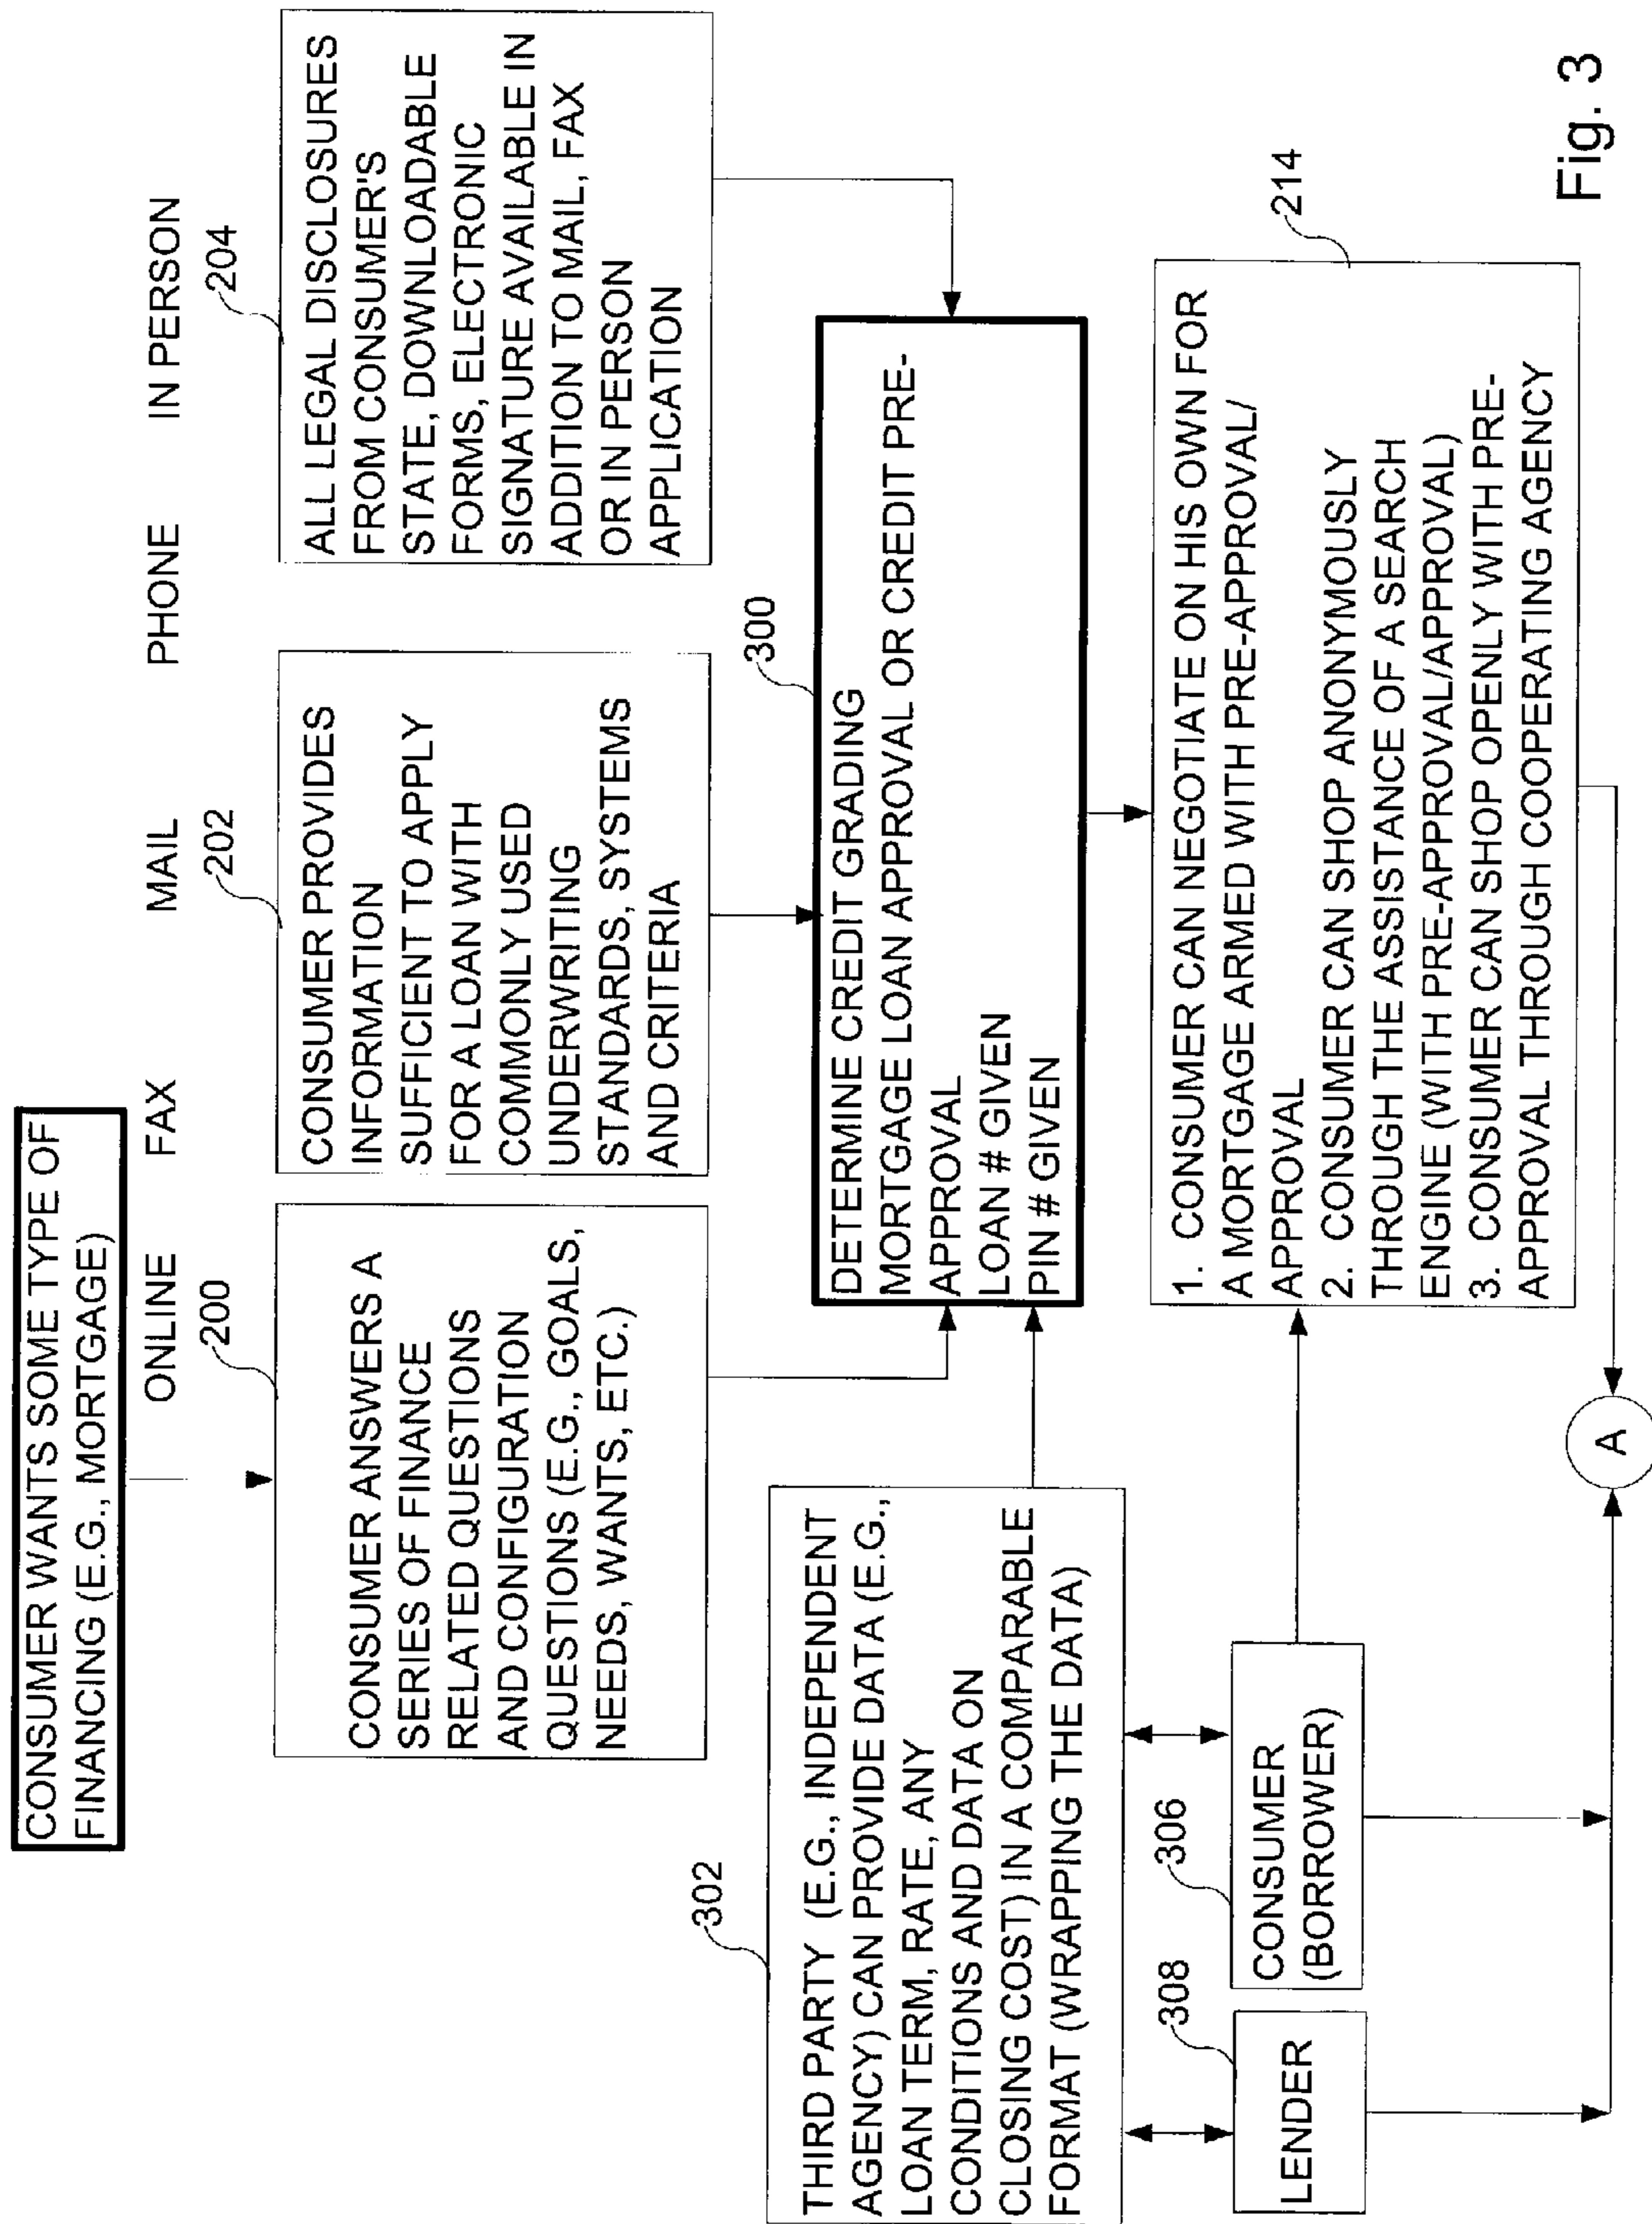 CONSUMER WANTS SOME TYPE OF
FINANCING (E.G., MORTGAGE)
ONLINE FAX MAIL PHONE IN PERSON
200
CONSUMER ANSWERS A
SERIES OF FINANCE
RELATED QUESTIONS
AND CONFIGURATION
QUESTIONS (E.G., GOALS,
NEEDS, WANTS, ETC.)
202
CONSUMER PROVIDES
INFORMATION
SUFFICIENT TO APPLY
FOR A LOAN WITH
COMMONLY USED
UNDERWRITING
STANDARDS, SYSTEMS
AND CRITERIA
204
ALL LEGAL DISCLOSURES
FROM CONSUMER'S
STATE, DOWNLOADABLE
FORMS, ELECTRONIC
SIGNATURE AVAILABLE IN
ADDITION TO MAIL, FAX
OR IN PERSON
APPLICATION
302
THIRD PARTY (E.G., INDEPENDENT
AGENCY) CAN PROVIDE DATA (E.G.,
LOAN TERM, RATE, ANY
CONDITIONS AND DATA ON
CLOSING COST) IN A COMPARABLE
FORMAT (WRAPPING THE DATA)
300
DETERMINE CREDIT GRADING
MORTGAGE LOAN APPROVAL OR CREDIT PRE-
APPROVAL
LOAN # GIVEN
PIN # GIVEN
308
LENDER
306
CONSUMER
(BORROWER)
214
1. CONSUMER CAN NEGOTIATE ON HIS OWN FOR
A MORTGAGE ARMED WITH PRE-APPROVAL/
APPROVAL
2. CONSUMER CAN SHOP ANONYMOUSLY
THROUGH THE ASSISTANCE OF A SEARCH
ENGINE (WITH PRE-APPROVAL/APPROVAL)
3. CONSUMER CAN SHOP OPENLY WITH PRE-
APPROVAL THROUGH COOPERATING AGENCY
A
Fig. 3